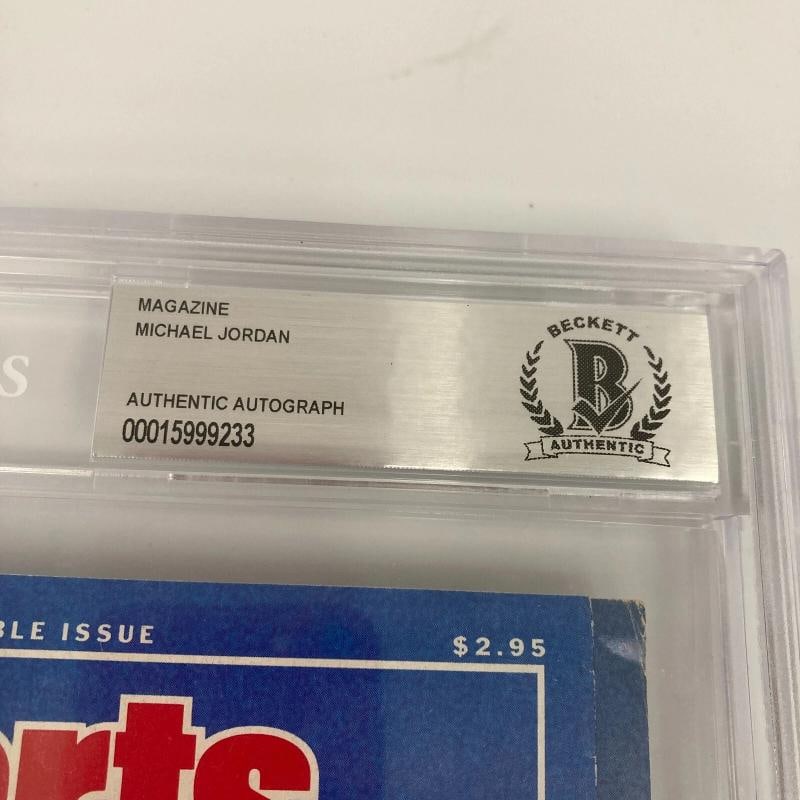 MAGAZINE
MICHAEL JORDAN
AUTHENTIC AUTOGRAPH
00015999233
BECKETT
B
AUTHENTIC
s
BLE ISSUE
$2.95
orts